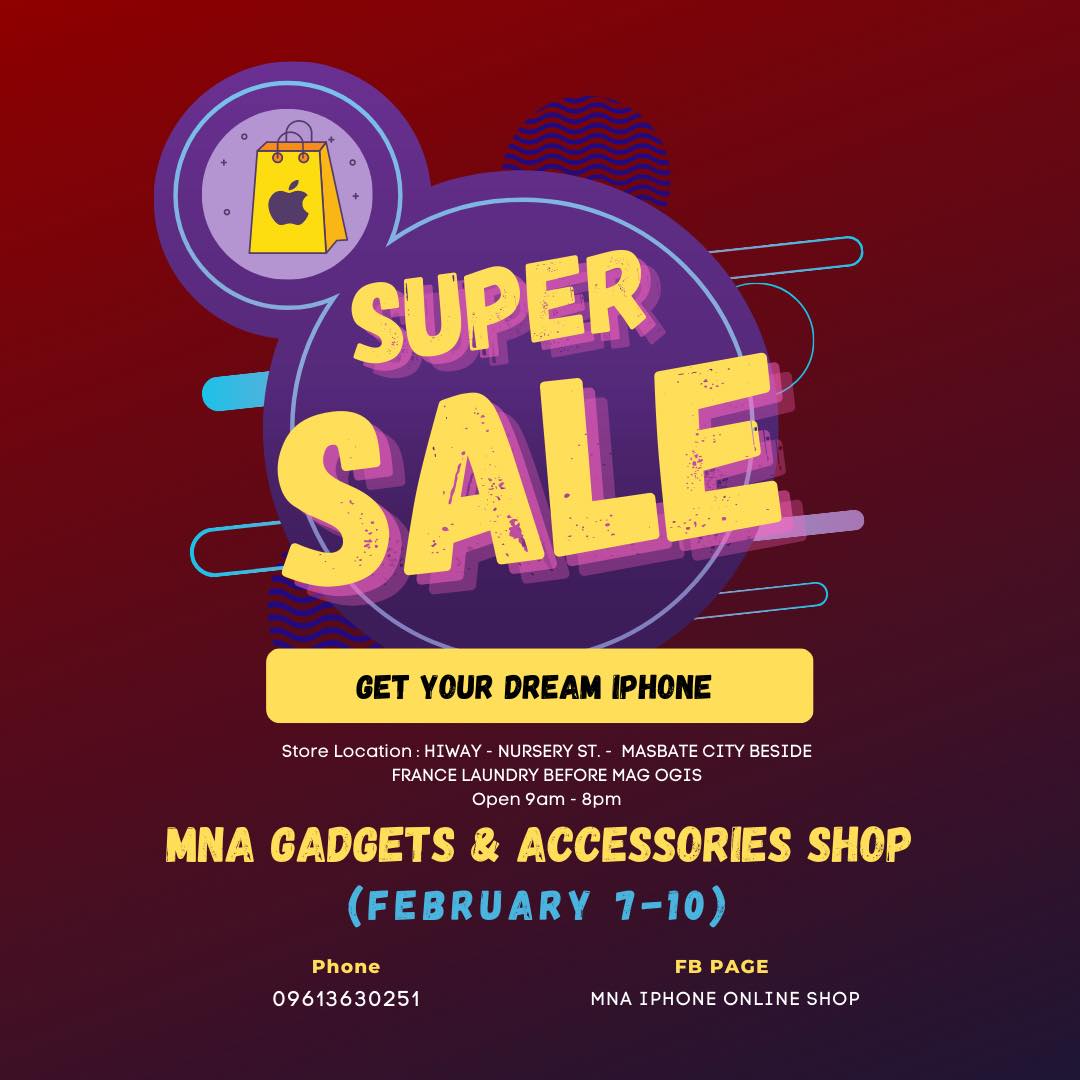 SUPER
SALE
GET YOUR DREAM IPHONE
Store Location : HIWAY - NURSERY ST. - MASBATE CITY BESIDE
FRANCE LAUNDRY BEFORE MAG OGIS
Open 9am - 8pm
MNA GADGETS & ACCESSORIES SHOP
(FEBRUARY 7-10)
Phone
09613630251
FB PAGE
MNA IPHONE ONLINE SHOP